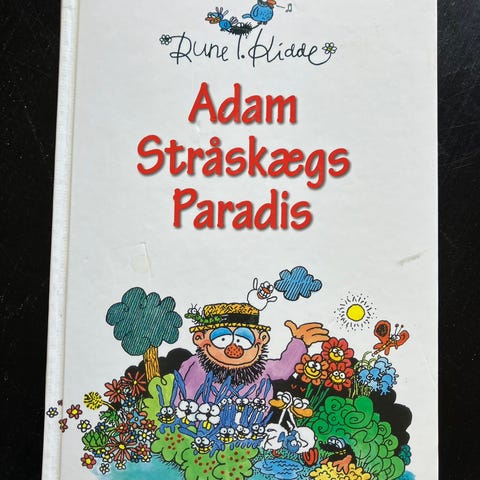 Rune T. Kidde
Adam
Stråskægs
Paradis